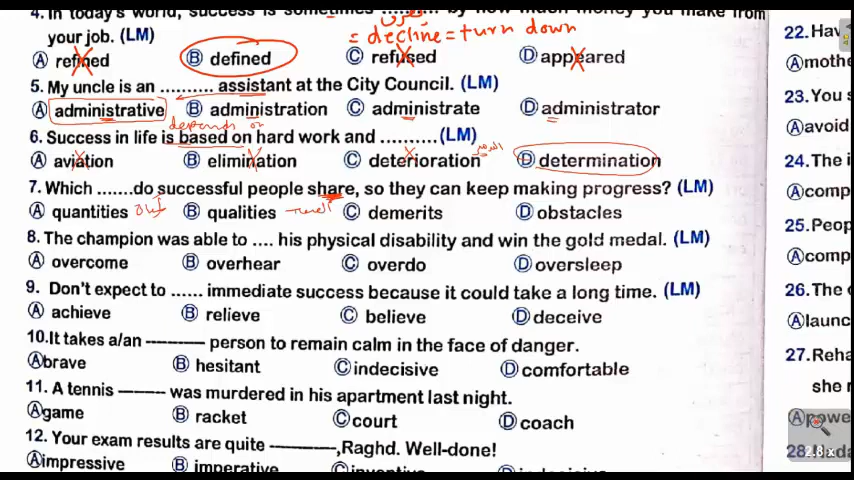 4. In today's world, success is sometimes .......... by how much money you make from
your job. (LM)
= decline = turn down
A refined B defined C refused D appeared
5. My uncle is an .......... assistant at the City Council. (LM)
A administrative B administration C administrate D administrator
depends on
6. Success in life is based on hard work and .......... (LM)
A aviation B elimination C deterioration D determination
7. Which .......do successful people share, so they can keep making progress? (LM)
A quantities B qualities C demerits D obstacles
8. The champion was able to .... his physical disability and win the gold medal. (LM)
A overcome B overhear C overdo D oversleep
9. Don't expect to ...... immediate success because it could take a long time. (LM)
A achieve B relieve C believe D deceive
10.It takes a/an ———— person to remain calm in the face of danger.
A brave B hesitant C indecisive D comfortable
11. A tennis ———— was murdered in his apartment last night.
A game B racket C court D coach
12. Your exam results are quite ————,Raghd. Well-done!
A impressive B imperative C inventive D indecisive
22. Hav
A mothe
23. You s
A avoid
24. The i
A comp
25. Peop
A comp
26. The
A launc
27. Reha
she r
A powe
28. Hada
2.8 x